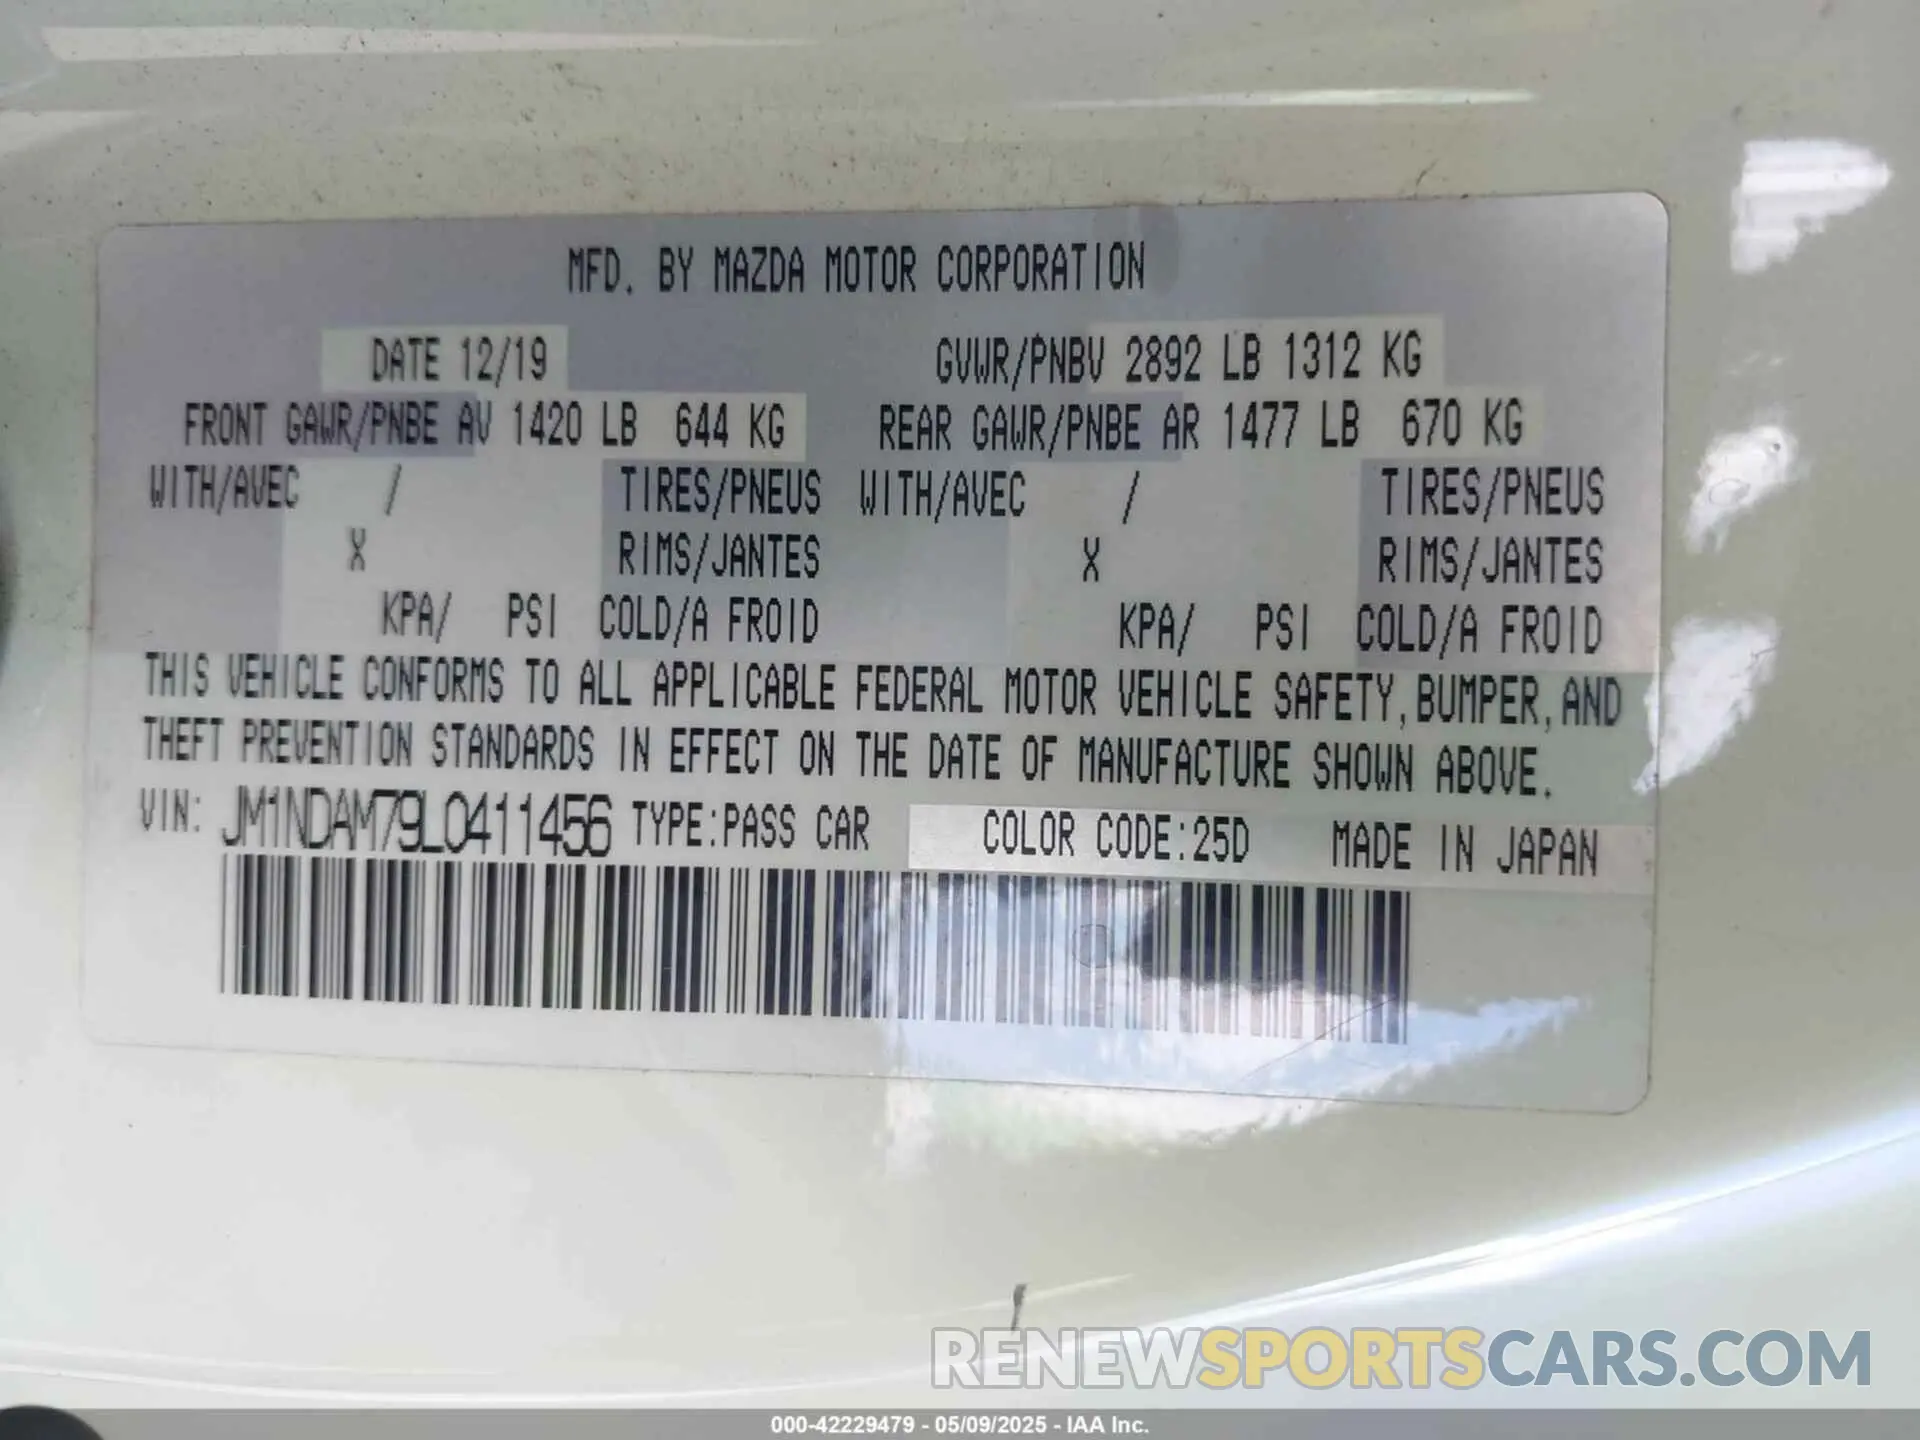 MFD. BY MAZDA MOTOR CORPORATION
DATE 12/19 GVWR/PNBV 2892 LB 1312 KG
FRONT GAWR/PNBE AV 1420 LB 644 KG REAR GAWR/PNBE AR 1477 LB 670 KG
WITH/AVEC / TIRES/PNEUS WITH/AVEC / TIRES/PNEUS
X RIMS/JANTES X RIMS/JANTES
KPA/ PSI COLD/A FROID KPA/ PSI COLD/A FROID
THIS VEHICLE CONFORMS TO ALL APPLICABLE FEDERAL MOTOR VEHICLE SAFETY, BUMPER, AND
THEFT PREVENTION STANDARDS IN EFFECT ON THE DATE OF MANUFACTURE SHOWN ABOVE.
VIN: JM1NDAM79L0411456 TYPE:PASS CAR COLOR CODE:25D MADE IN JAPAN
RENEWSPORTSCARS.COM
000-42229479 - 05/09/2025 - IAA Inc.